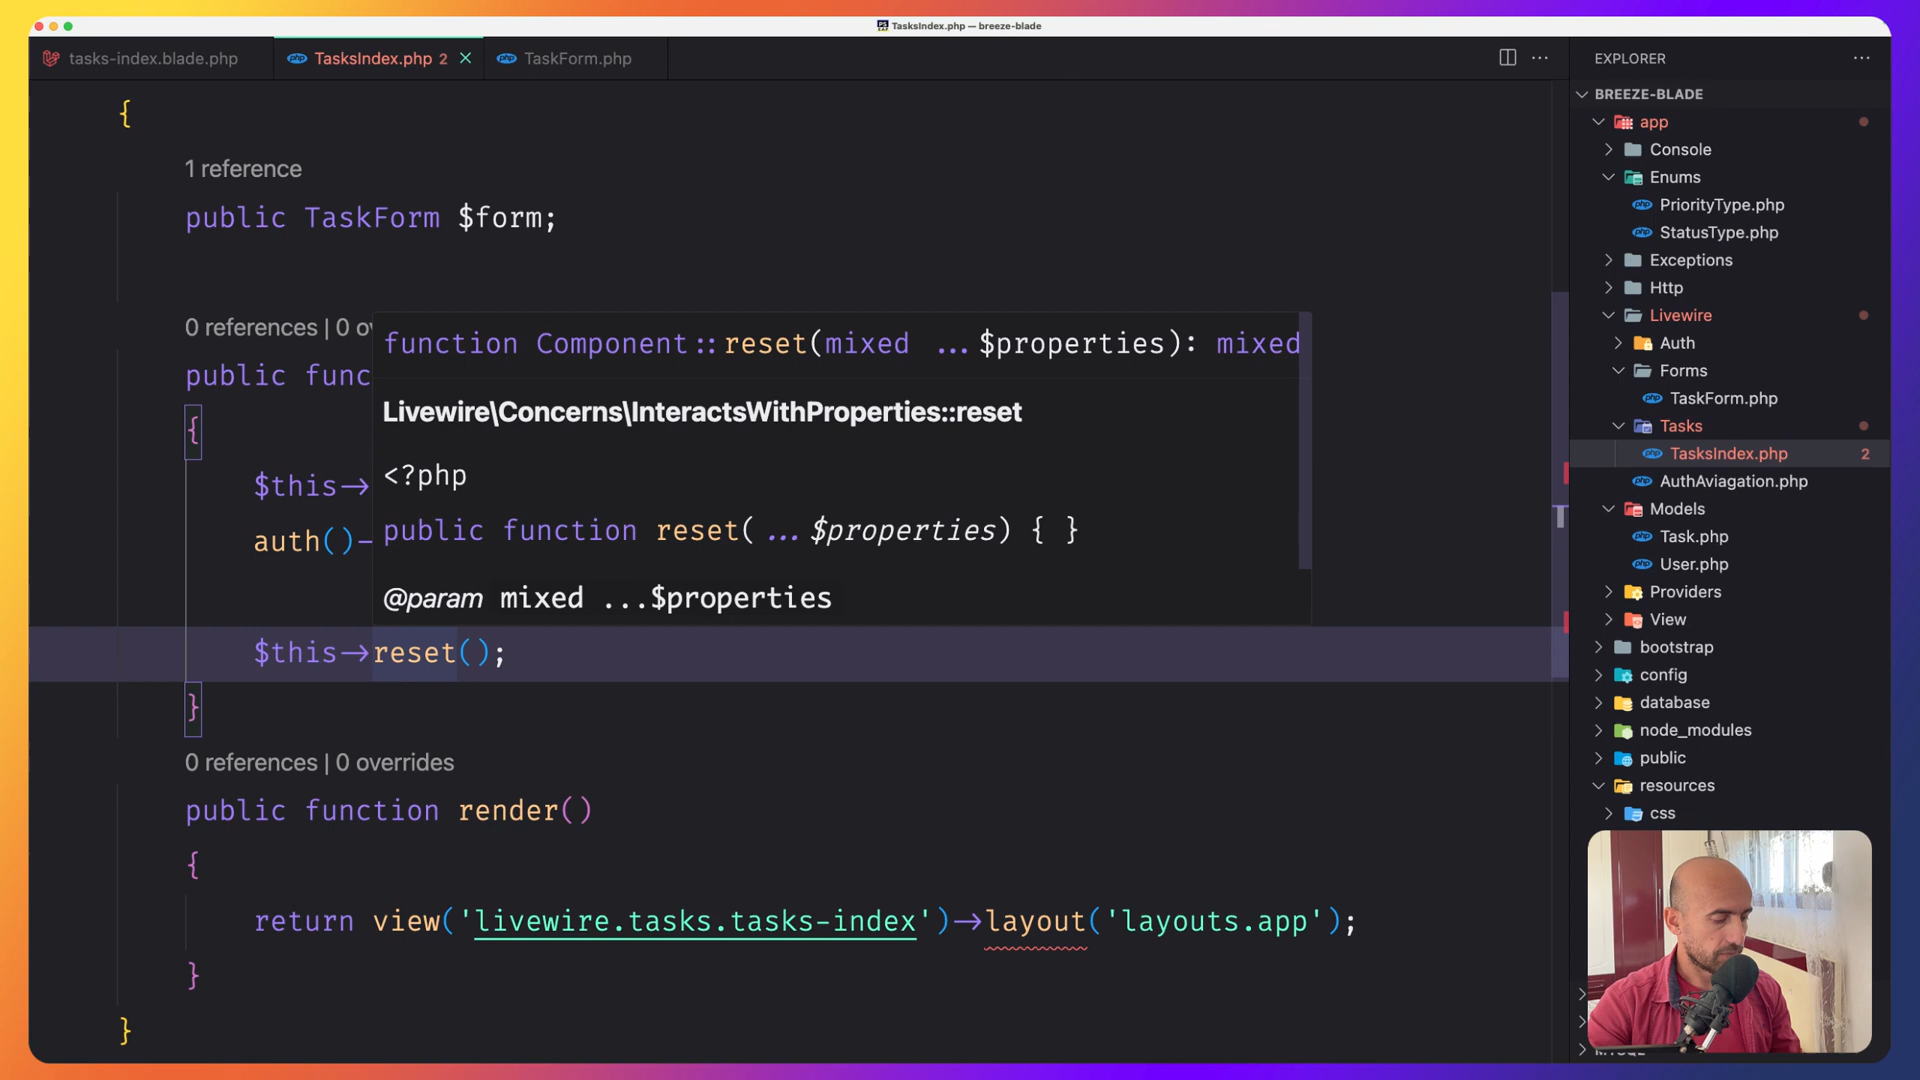 TasksIndex.php — breeze-blade
tasks-index.blade.php
TasksIndex.php 2
TaskForm.php
{
1 reference
public TaskForm $form;
0 references | 0 ov
public func
{
$this->
auth()-
function Component::reset(mixed ...$properties): mixed
Livewire\Concerns\InteractsWithProperties::reset
<?php
public function reset( ...$properties) { }
@param mixed ...$properties
$this->reset();
}
0 references | 0 overrides
public function render()
{
return view('livewire.tasks.tasks-index')->layout('layouts.app');
}
}
EXPLORER
BREEZE-BLADE
app
Console
Enums
PriorityType.php
StatusType.php
Exceptions
Http
Livewire
Auth
Forms
TaskForm.php
Tasks
TasksIndex.php 2
AuthAviagation.php
Models
Task.php
User.php
Providers
View
bootstrap
config
database
node_modules
public
resources
css